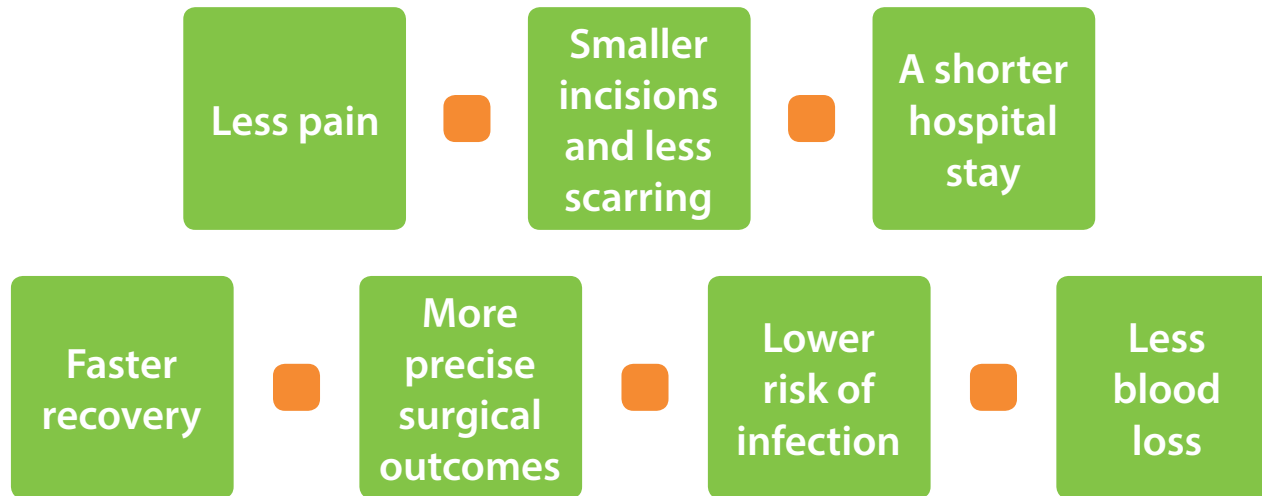 Less pain
Smaller
incisions
and less
scarring
A shorter
hospital
stay
Faster
recovery
More
precise
surgical
outcomes
Lower
risk of
infection
Less
blood
loss